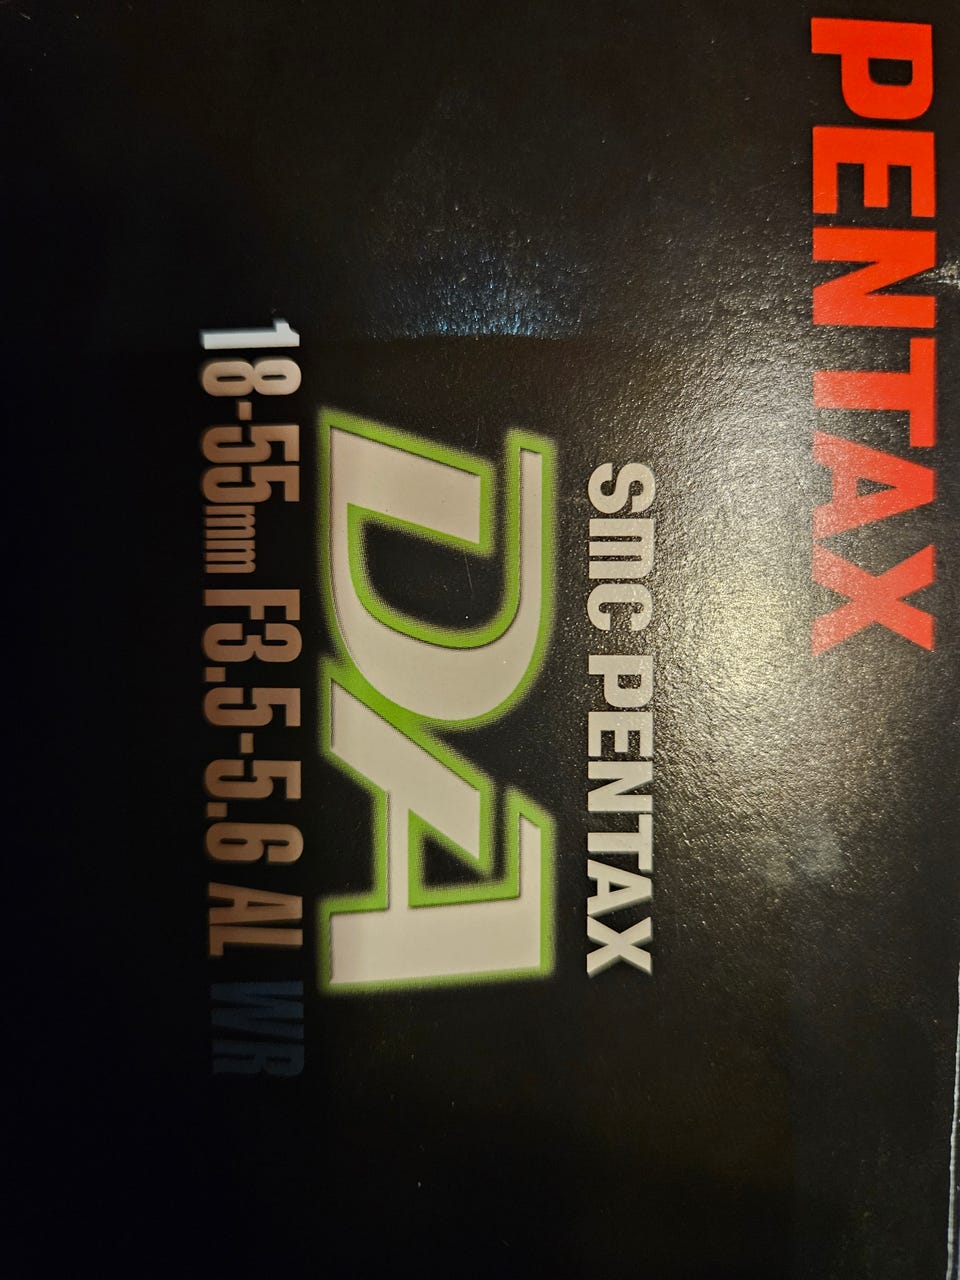 PENTAX
smc PENTAX
DA
18-55mm F3.5-5.6 AL WR